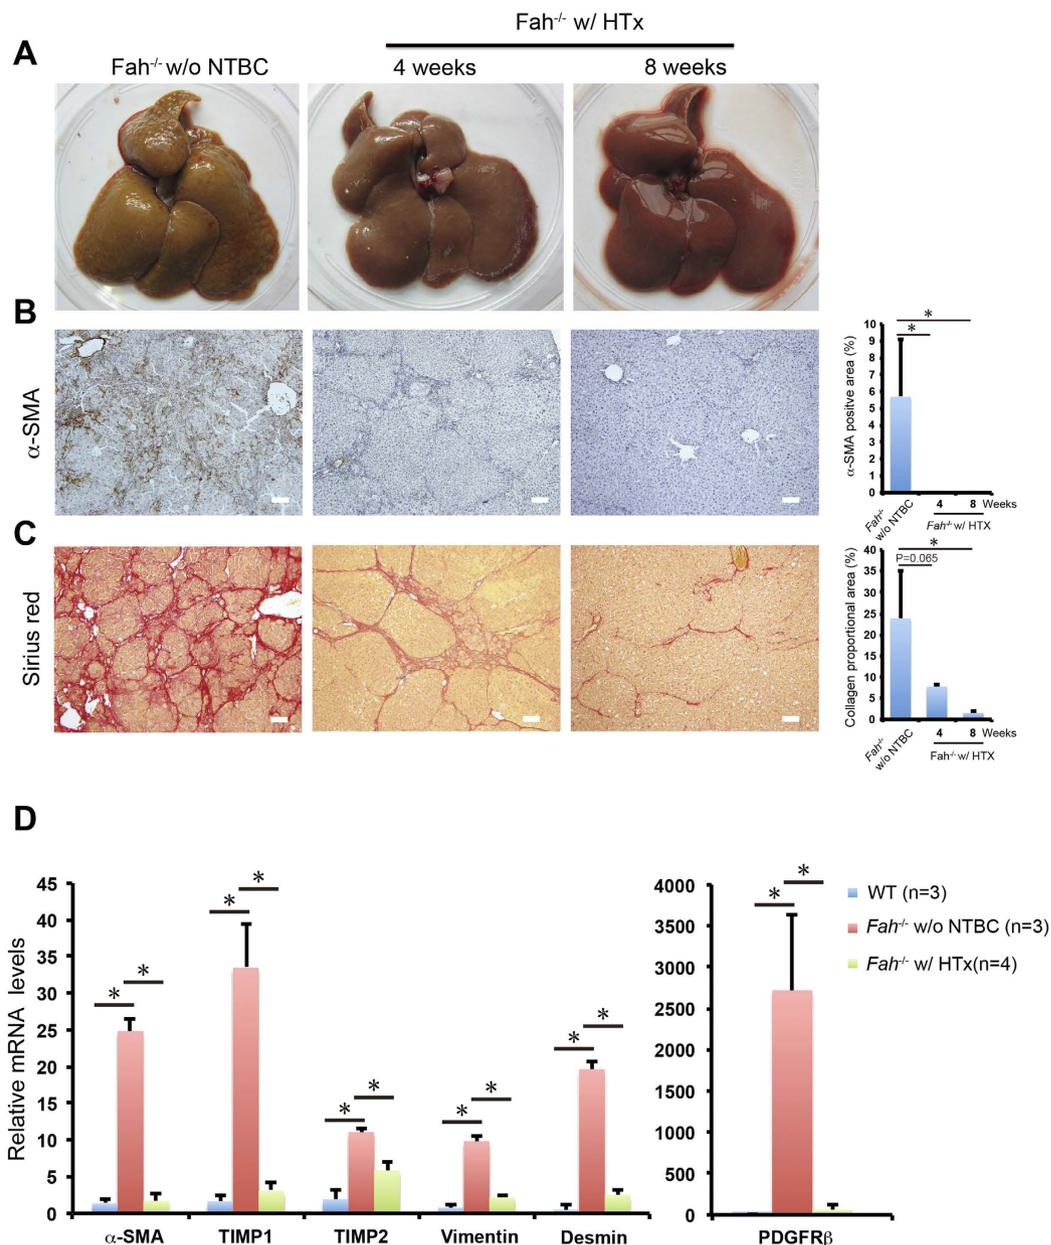 Fah-/- w/ HTx
A
Fah-/- w/o NTBC
4 weeks
8 weeks
B
α-SMA
α-SMA positve area (%)
10
9
8
7
6
5
4
3
2
1
0
*
*
Fah-/-
w/o NTBC
4
8
Weeks
Fah-/- w/ HTX
C
Sirius red
Collagen proportional area (%)
40
35
30
25
20
15
10
5
0
*
P=0.065
Fah-/-
w/o NTBC
4
8
Weeks
Fah-/- w/ HTX
D
Relative mRNA levels
45
40
35
30
25
20
15
10
5
0
* * * * * * * * * *
α-SMA
TIMP1
TIMP2
Vimentin
Desmin
4000
3500
3000
2500
2000
1500
1000
500
0
* *
PDGFRβ
WT (n=3)
Fah-/- w/o NTBC (n=3)
Fah-/- w/ HTx(n=4)